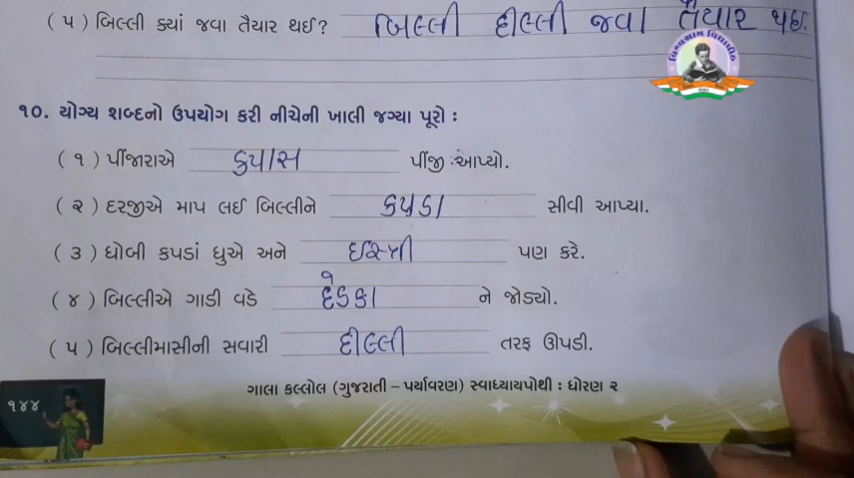 ( ૫ ) બિલ્લી ક્યાં જવા તૈયાર થઈ? બિલ્લી દીલ્લી જવા તૈયાર થઇ.
વિશ્વગ્રામ વિદ્યાપીઠ
૧૦. યોગ્ય શબ્દનો ઉપયોગ કરી નીચેની ખાલી જગ્યા પૂરો :
( ૧ ) પીંજારાએ કપાસ પીંજી આપ્યો.
( ૨ ) દરજીએ માપ લઈ બિલ્લીને કપડા સીવી આપ્યા.
( ૩ ) ધોબી કપડાં ધુએ અને ઇસ્ત્રી પણ કરે.
( ૪ ) બિલ્લીએ ગાડી વડે દેડકા ને જોડ્યો.
( ૫ ) બિલ્લીમાસીની સવારી દીલ્લી તરફ ઊપડી.
ગાલા કલ્લોલ (ગુજરાતી – પર્યાવરણ) સ્વાધ્યાયપોથી : ધોરણ ૨
૧૪૪